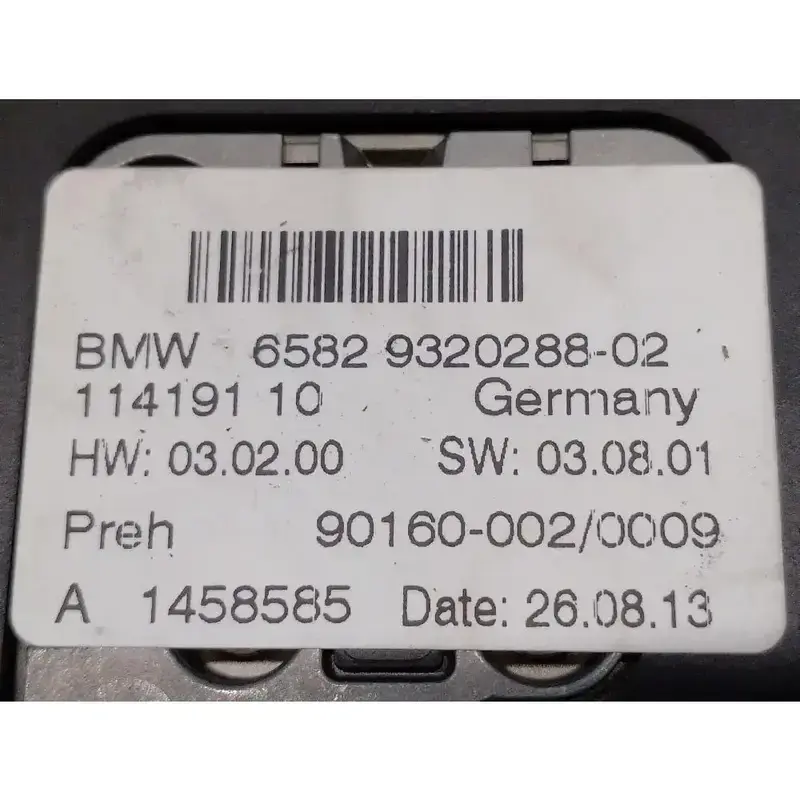 BMW 6582 9320288-02
114191 10 Germany
HW: 03.02.00 SW: 03.08.01
Preh 90160-002/0009
A 1458585 Date: 26.08.13